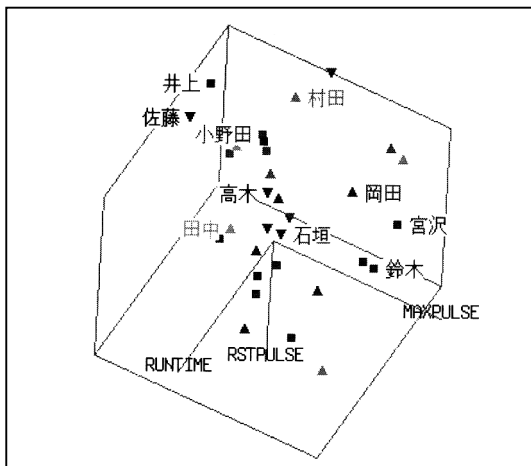 井上
村田
佐藤
小野田
高木
岡田
田中
石垣
宮沢
鈴木
MAXPULSE
RSTPULSE
RUNTIME